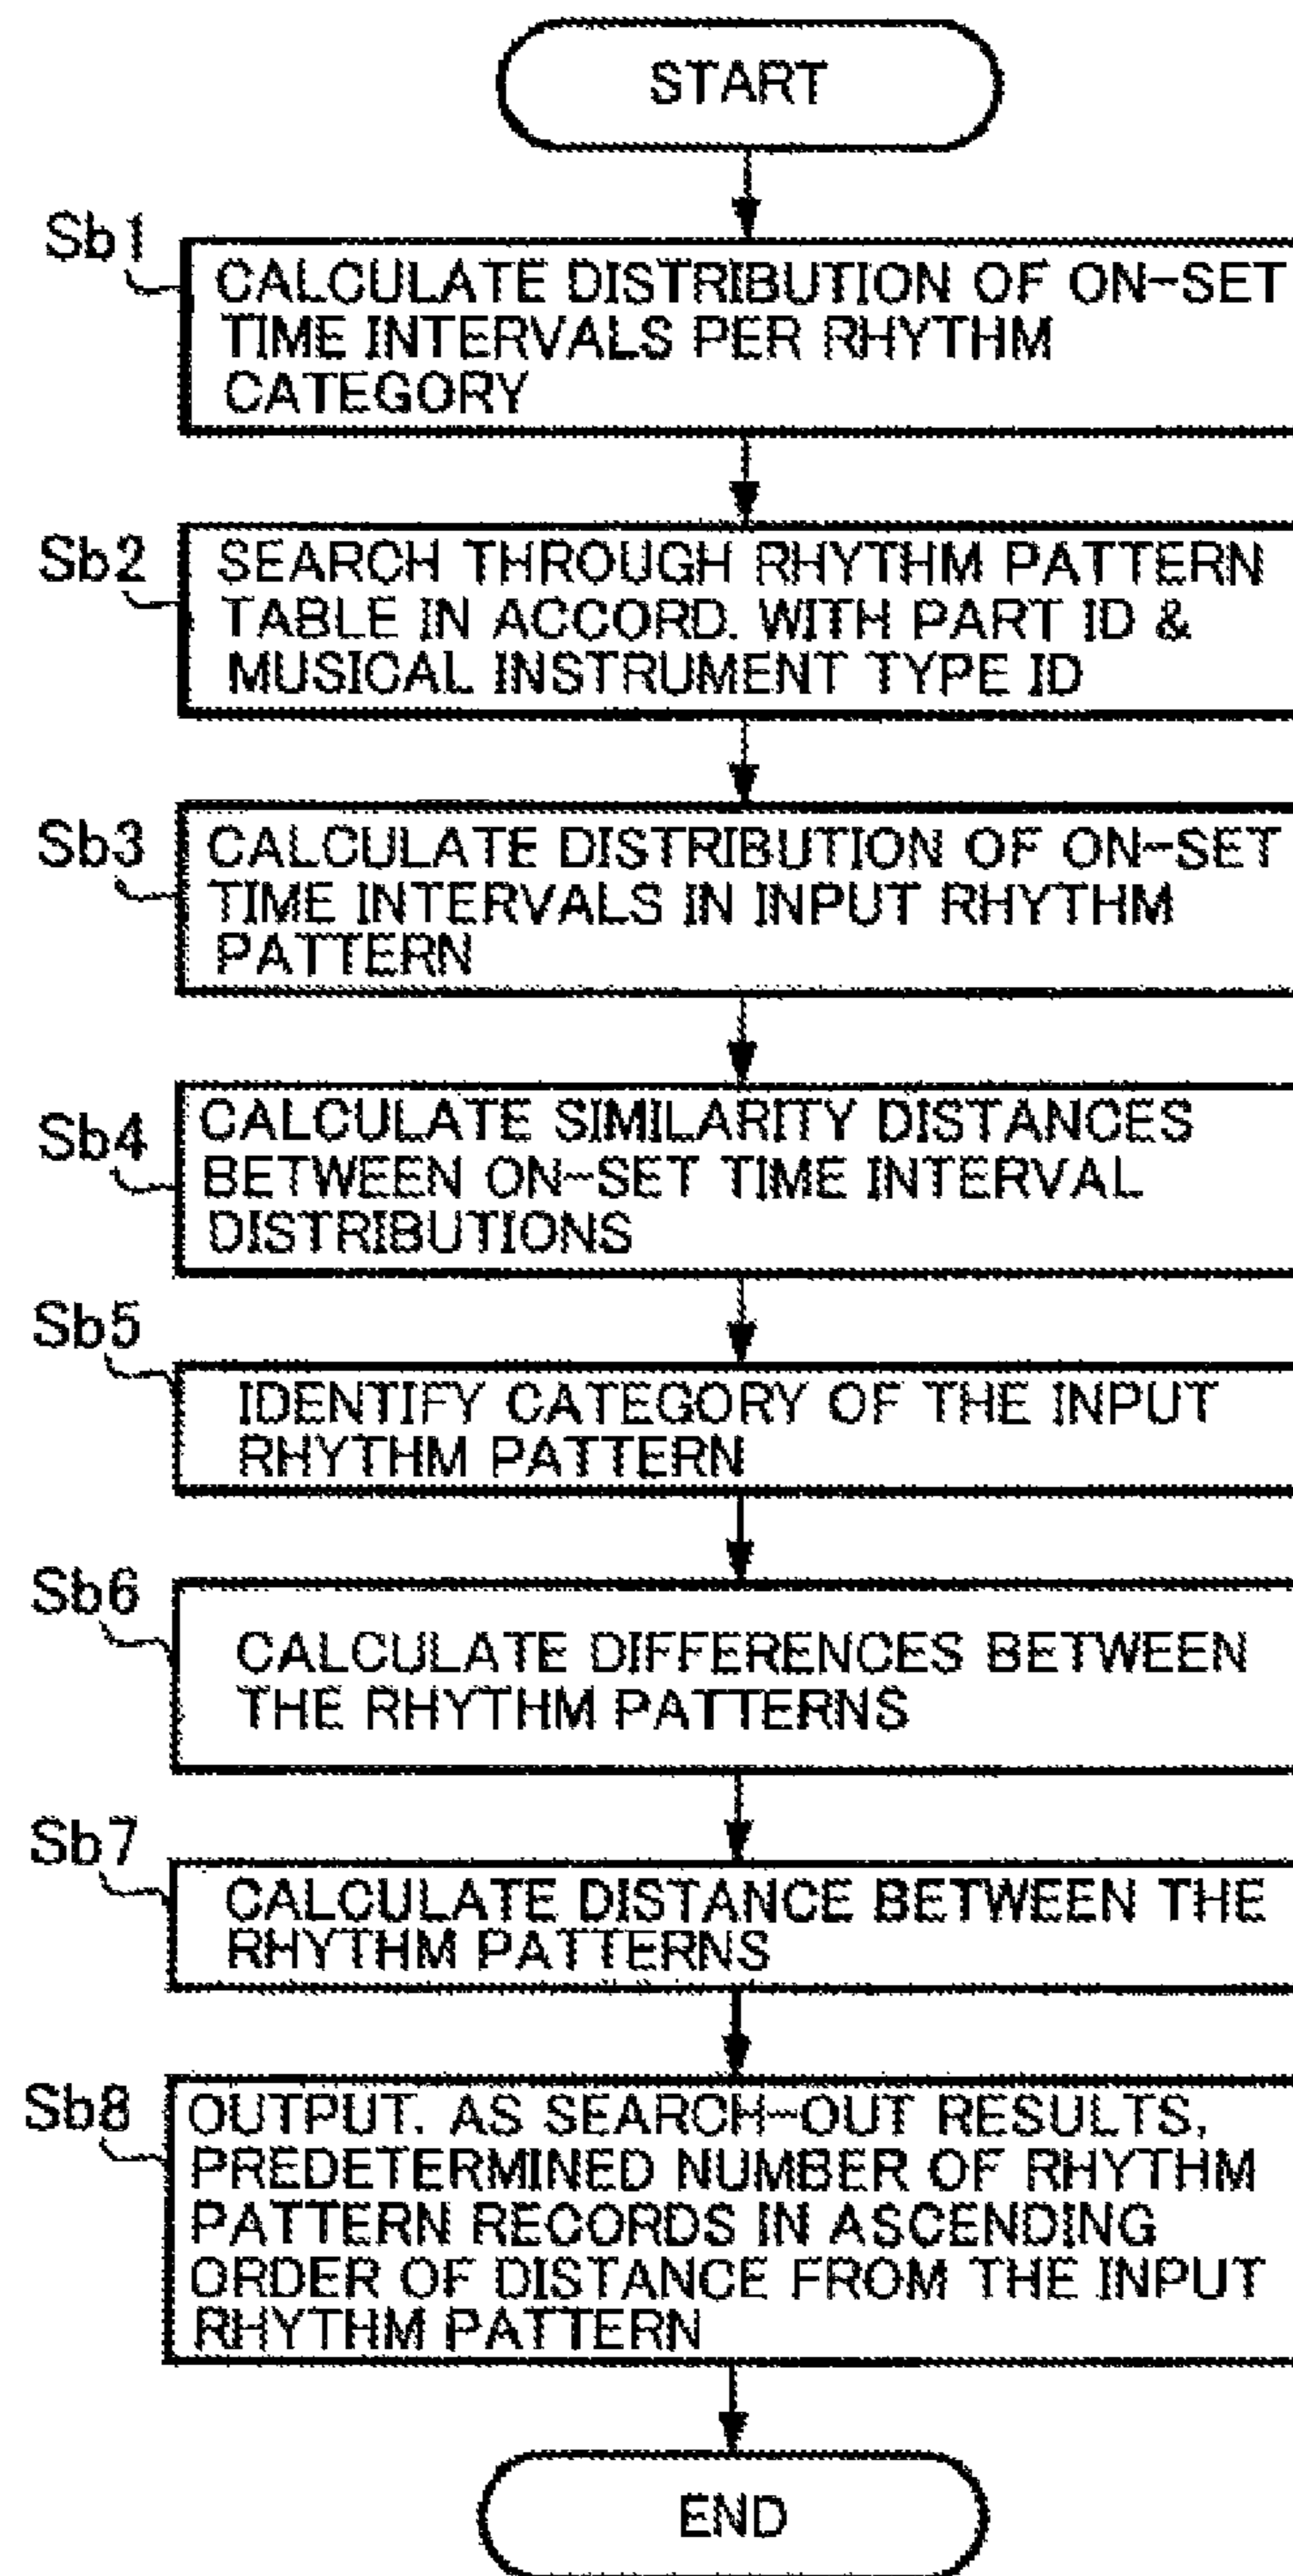 START
Sb1
CALCULATE DISTRIBUTION OF ON-SET
TIME INTERVALS PER RHYTHM
CATEGORY
Sb2
SEARCH THROUGH RHYTHM PATTERN
TABLE IN ACCORD. WITH PART ID &
MUSICAL INSTRUMENT TYPE ID
Sb3
CALCULATE DISTRIBUTION OF ON-SET
TIME INTERVALS IN INPUT RHYTHM
PATTERN
Sb4
CALCULATE SIMILARITY DISTANCES
BETWEEN ON-SET TIME INTERVAL
DISTRIBUTIONS
Sb5
IDENTIFY CATEGORY OF THE INPUT
RHYTHM PATTERN
Sb6
CALCULATE DIFFERENCES BETWEEN
THE RHYTHM PATTERNS
Sb7
CALCULATE DISTANCE BETWEEN THE
RHYTHM PATTERNS
Sb8
OUTPUT, AS SEARCH-OUT RESULTS,
PREDETERMINED NUMBER OF RHYTHM
PATTERN RECORDS IN ASCENDING
ORDER OF DISTANCE FROM THE INPUT
RHYTHM PATTERN
END